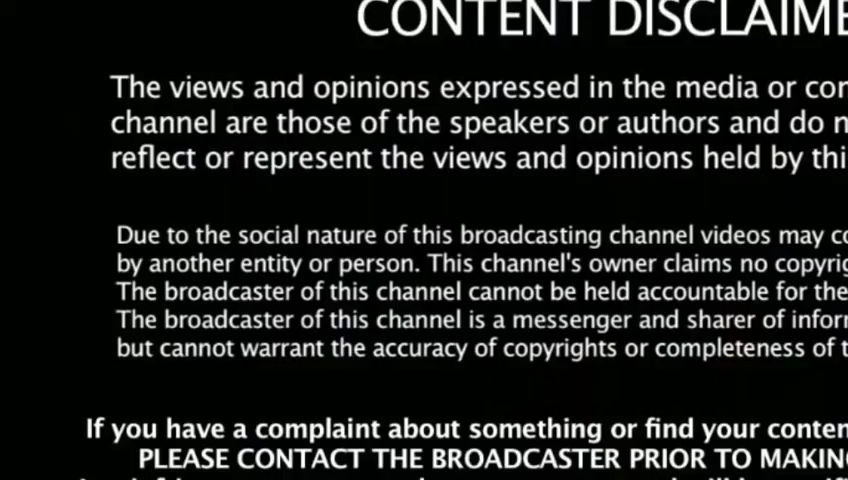 CONTENT DISCLAIME
The views and opinions expressed in the media or con
channel are those of the speakers or authors and do n
reflect or represent the views and opinions held by thi
Due to the social nature of this broadcasting channel videos may co
by another entity or person. This channel's owner claims no copyrig
The broadcaster of this channel cannot be held accountable for the
The broadcaster of this channel is a messenger and sharer of inform
but cannot warrant the accuracy of copyrights or completeness of t
If you have a complaint about something or find your conten
PLEASE CONTACT THE BROADCASTER PRIOR TO MAKING